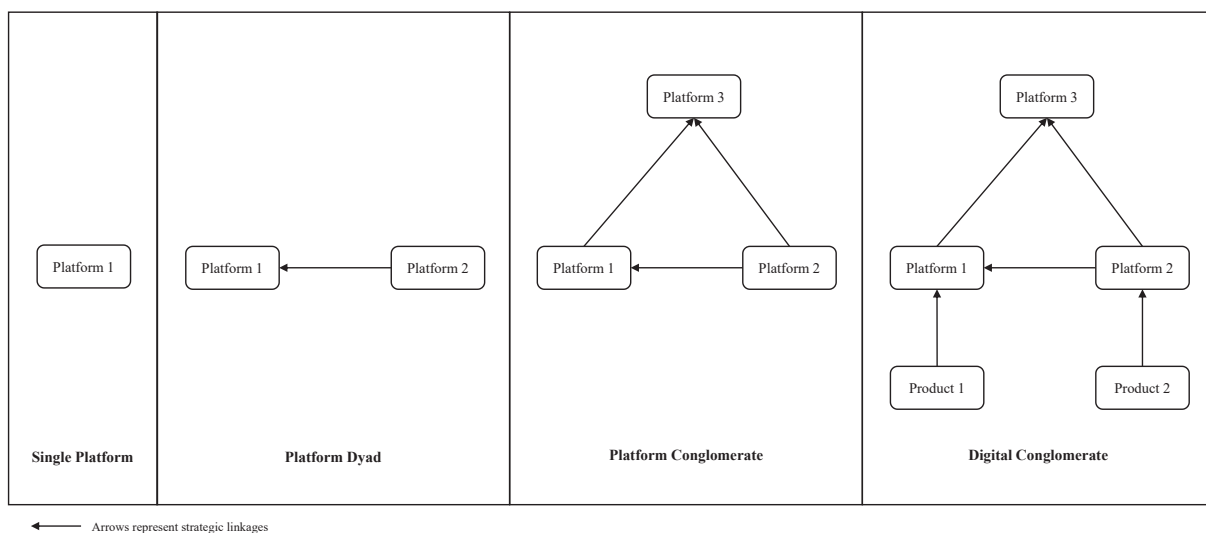 Platform 3
Platform 3
Platform 1
Platform 1
Platform 2
Platform 1
Platform 2
Platform 1
Platform 2
Product 1
Product 2
Single Platform
Platform Dyad
Platform Conglomerate
Digital Conglomerate
Arrows represent strategic linkages